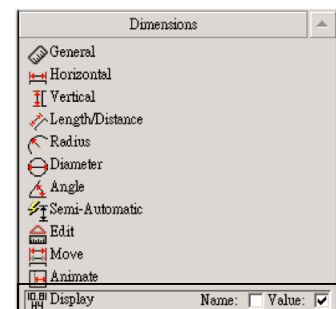 Dimensions
General
Horizontal
Vertical
Length/Distance
Radius
Diameter
Angle
Semi-Automatic
Edit
Move
Animate
Display Name: Value: